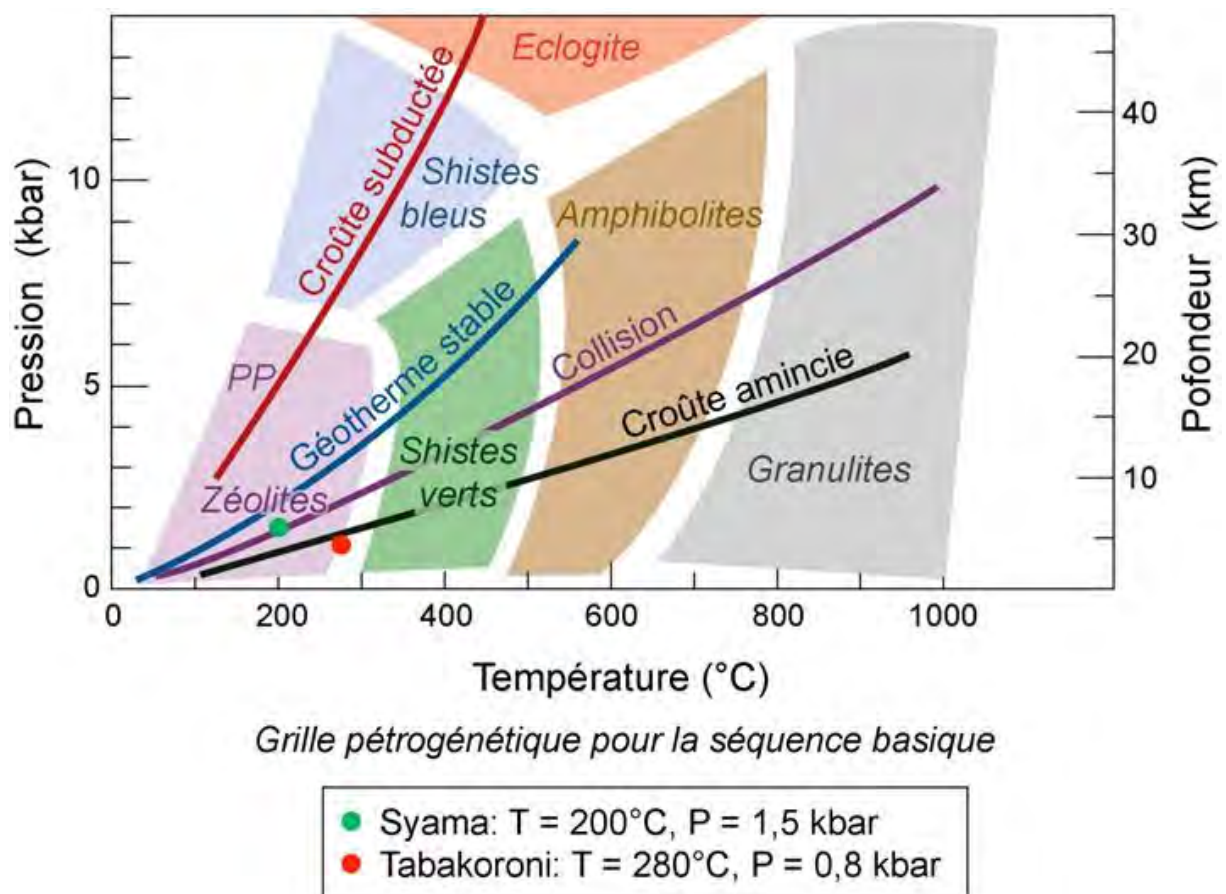 Eclogite
Croûte subductée
Shistes
bleus
Amphibolites
PP
Géotherme stable
Collision
Croûte amincie
Zéolites
Shistes
verts
Granulites
Pression (kbar)
10
5
0
Pofondeur (km)
40
30
20
10
0
200
400
600
800
1000
Température (°C)
Grille pétrogénétique pour la séquence basique
Syama: T = 200°C, P = 1,5 kbar
Tabakoroni: T = 280°C, P = 0,8 kbar